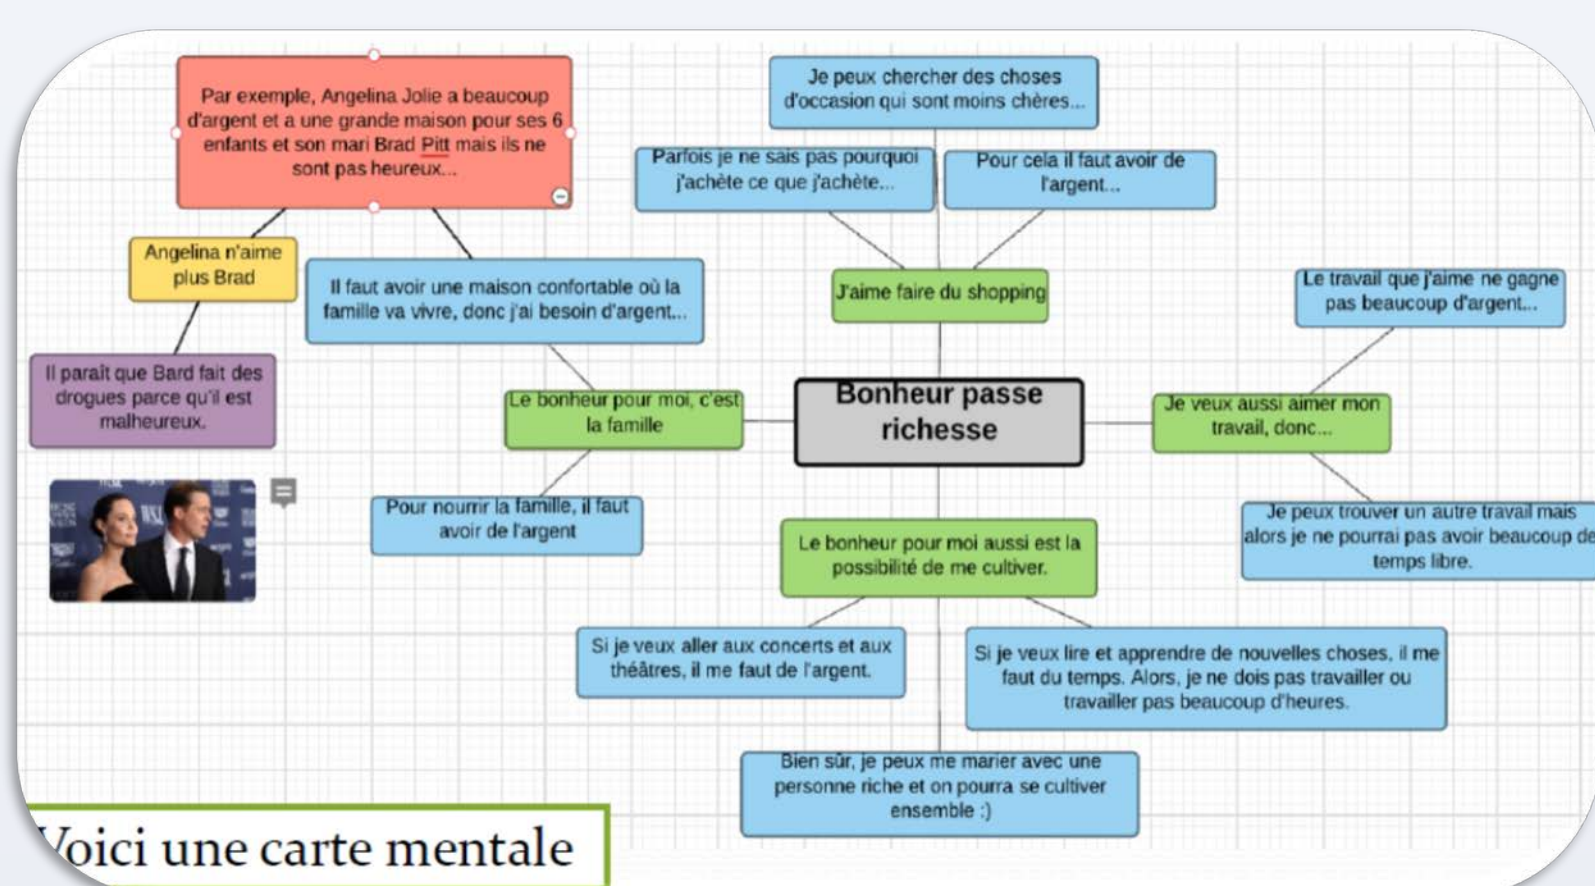 Par exemple, Angelina Jolie a beaucoup
d'argent et a une grande maison pour ses 6
enfants et son mari Brad Pitt mais ils ne
sont pas heureux...
Angelina n'aime
plus Brad
Il faut avoir une maison confortable où la
famille va vivre, donc j'ai besoin d'argent...
Il paraît que Bard fait des
drogues parce qu'il est
malheureux.
Le bonheur pour moi, c'est
la famille
Pour nourrir la famille, il faut
avoir de l'argent
Je peux chercher des choses
d'occasion qui sont moins chères...
Parfois je ne sais pas pourquoi
j'achète ce que j'achète...
Pour cela il faut avoir de
l'argent...
J'aime faire du shopping
Bonheur passe
richesse
Le travail que j'aime ne gagne
pas beaucoup d'argent...
Je veux aussi aimer mon
travail, donc...
Je peux trouver un autre travail mais
alors je ne pourrai pas avoir beaucoup de
temps libre.
Le bonheur pour moi aussi est la
possibilité de me cultiver.
Si je veux aller aux concerts et aux
théâtres, il me faut de l'argent.
Si je veux lire et apprendre de nouvelles choses, il me
faut du temps. Alors, je ne dois pas travailler ou
travailler pas beaucoup d'heures.
Bien sûr, je peux me marier avec une
personne riche et on pourra se cultiver
ensemble :)
Voici une carte mentale